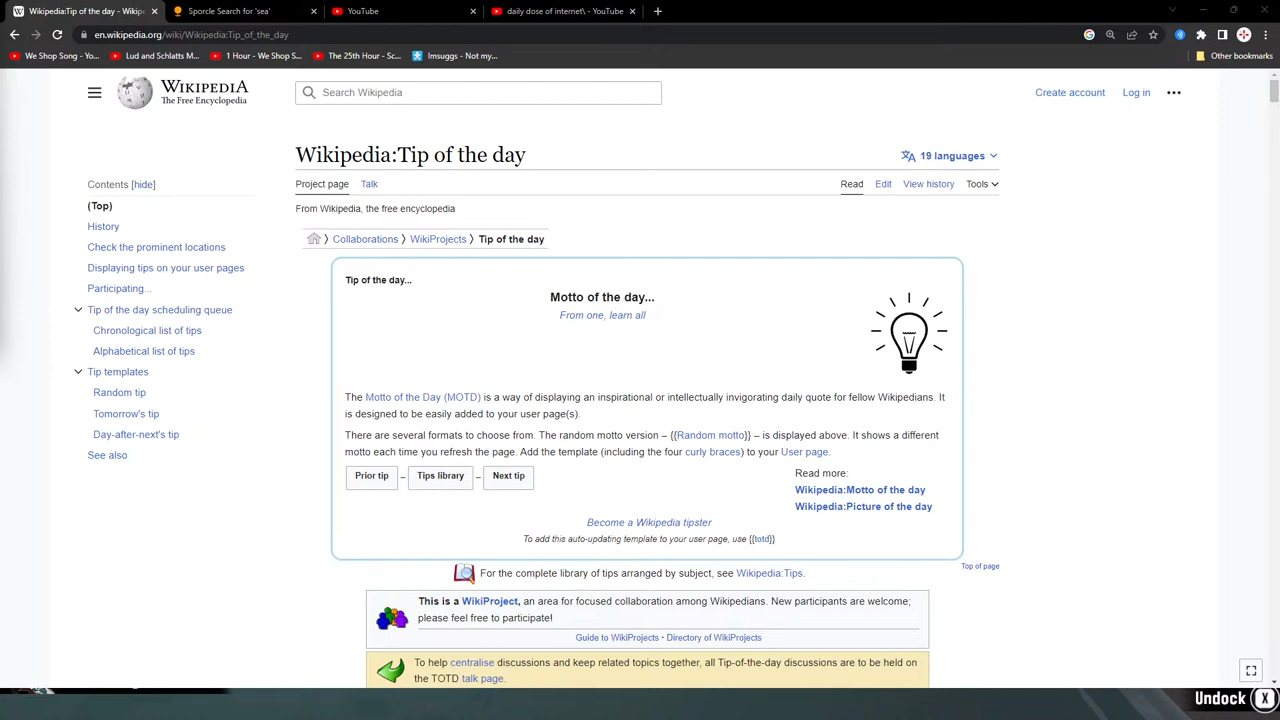 Wikipedia:Tip of the day - Wikip
Sporcle Search for 'sea'
YouTube
daily dose of internet\ - YouTube
en.wikipedia.org/wiki/Wikipedia:Tip_of_the_day
We Shop Song - Yo...
Lud and Schlatts M...
1 Hour - We Shop S...
The 25th Hour - Sc...
Imsuggs - Not my...
Other bookmarks
WIKIPEDIA
The Free Encyclopedia
Search Wikipedia
Create account
Log in
Wikipedia:Tip of the day
19 languages
Project page
Talk
Read
Edit
View history
Tools
From Wikipedia, the free encyclopedia
Contents [hide]
(Top)
History
Check the prominent locations
Displaying tips on your user pages
Participating...
Tip of the day scheduling queue
Chronological list of tips
Alphabetical list of tips
Tip templates
Random tip
Tomorrow's tip
Day-after-next's tip
See also
Collaborations
WikiProjects
Tip of the day
Tip of the day...
Motto of the day...
From one, learn all
The Motto of the Day (MOTD) is a way of displaying an inspirational or intellectually invigorating daily quote for fellow Wikipedians. It
is designed to be easily added to your user page(s).
There are several formats to choose from. The random motto version – {{Random motto}} – is displayed above. It shows a different
motto each time you refresh the page. Add the template (including the four curly braces) to your User page.
Prior tip – Tips library – Next tip
Read more:
Wikipedia:Motto of the day
Wikipedia:Picture of the day
Become a Wikipedia tipster
To add this auto-updating template to your user page, use {{totd}}
Top of page
For the complete library of tips arranged by subject, see Wikipedia:Tips.
This is a WikiProject, an area for focused collaboration among Wikipedians. New participants are welcome;
please feel free to participate!
Guide to WikiProjects · Directory of WikiProjects
To help centralise discussions and keep related topics together, all Tip-of-the-day discussions are to be held on
the TOTD talk page.
Undock X